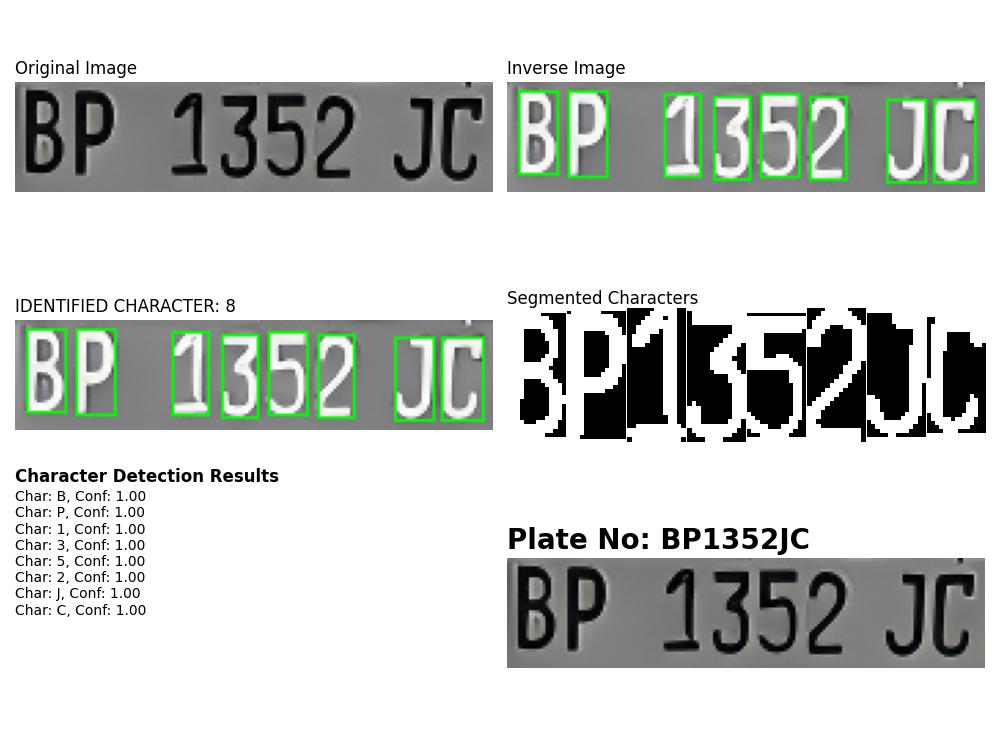 Original Image
BP 1352 JC
Inverse Image
BP 1352 JC
IDENTIFIED CHARACTER: 8
BP 1352 JC
Segmented Characters
BP1352JC
Character Detection Results
Char: B, Conf: 1.00
Char: P, Conf: 1.00
Char: 1, Conf: 1.00
Char: 3, Conf: 1.00
Char: 5, Conf: 1.00
Char: 2, Conf: 1.00
Char: J, Conf: 1.00
Char: C, Conf: 1.00
Plate No: BP1352JC
BP 1352 JC